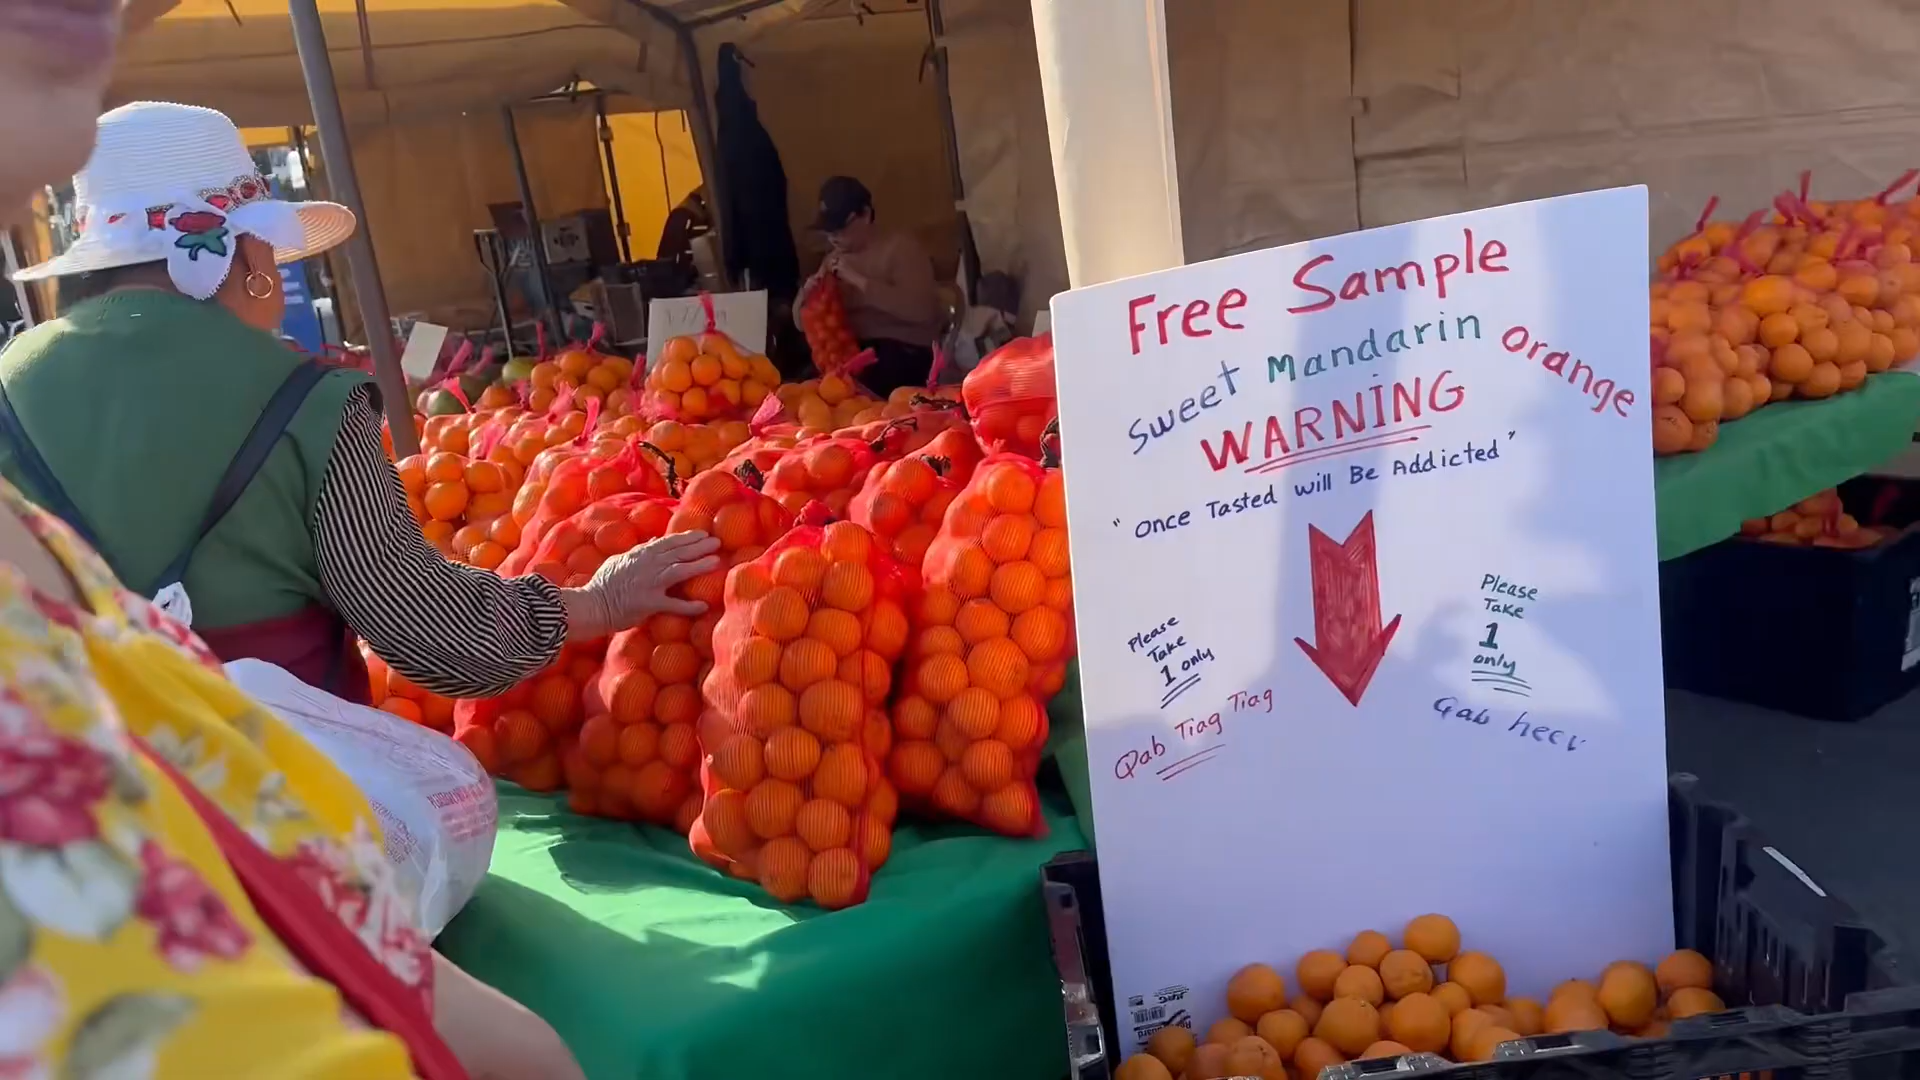 Free Sample
Sweet Mandarin Orange
WARNING
"Once Tasted Will Be Addicted"
Please
Take
1 only
Qab Tiag Tiag
Please
Take
1
only
Qab heev